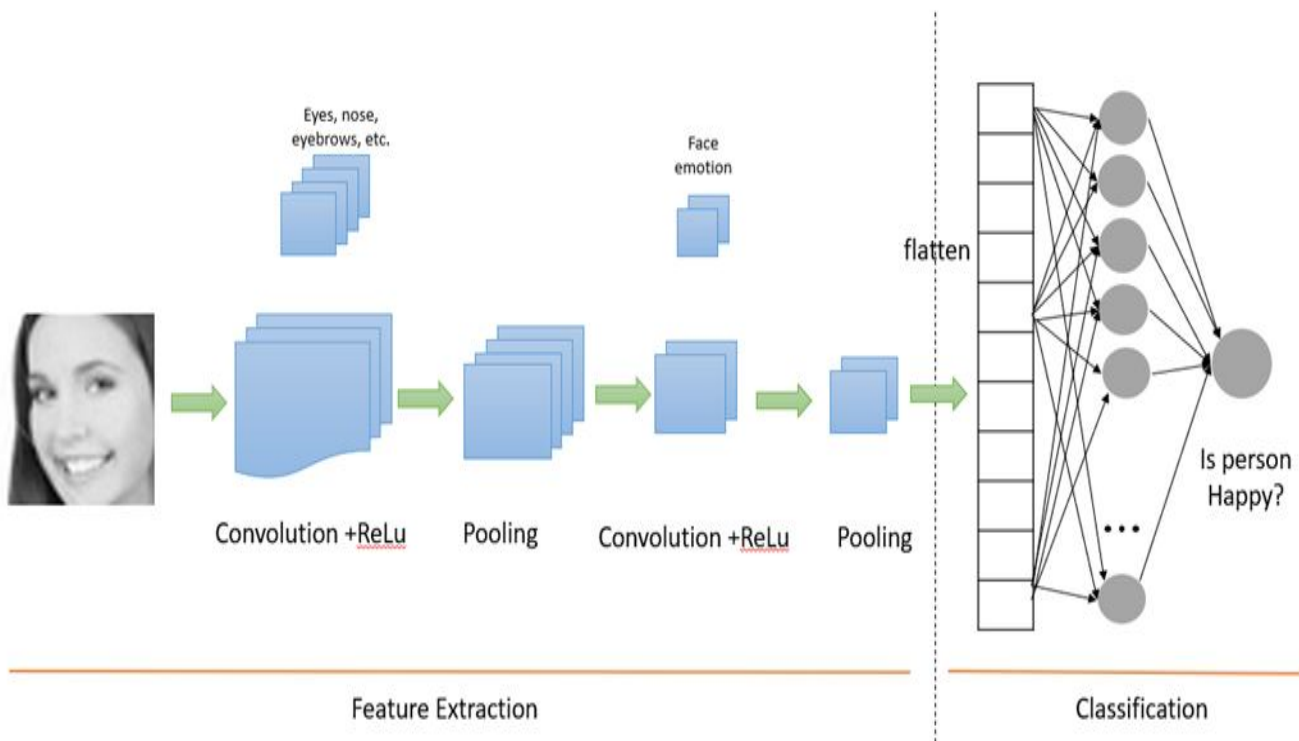 Eyes, nose,
eyebrows, etc.
Face
emotion
flatten
Is person
Happy?
Convolution +ReLu
Pooling
Convolution +ReLu
Pooling
...
Feature Extraction
Classification